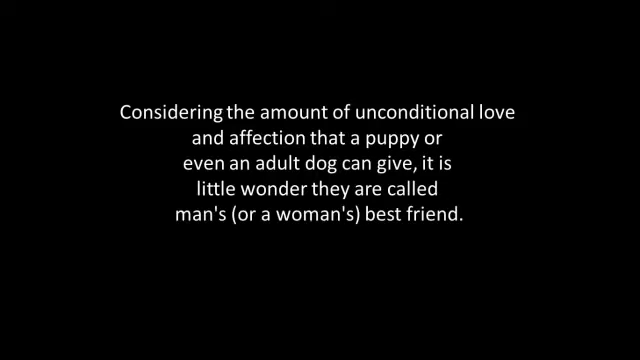 Considering the amount of unconditional love
and affection that a puppy or
even an adult dog can give, it is
little wonder they are called
man's (or a woman's) best friend.